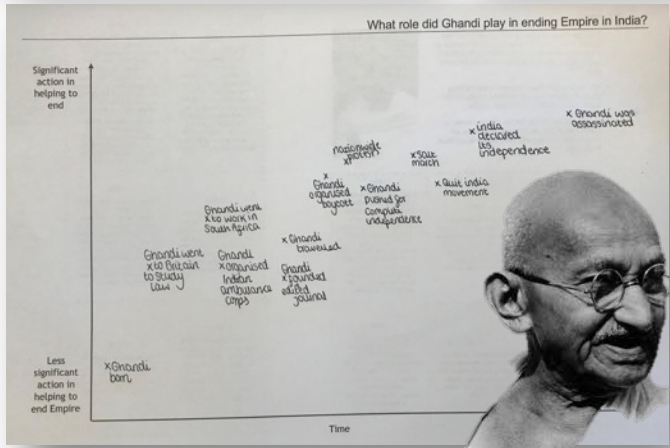 What role did Ghandi play in ending Empire in India?
Significant
action in
helping to
end
x Ghandi was
assassinated
x india
declared
its
independence
nationwide
x protest
x Salt
march
x Quit india
movement
x
Ghandi
organised
boycott
x Ghandi
pushed for
complete
independence
Ghandi went
x to work in
South Africa
x Ghandi
travelled
Ghandi went
x to Britain
to study
law
Ghandi
x organised
Indian
ambulance
corps
Ghandi
x founded
edited
journal
x Ghandi
born
Less
significant
action in
helping to
end Empire
Time